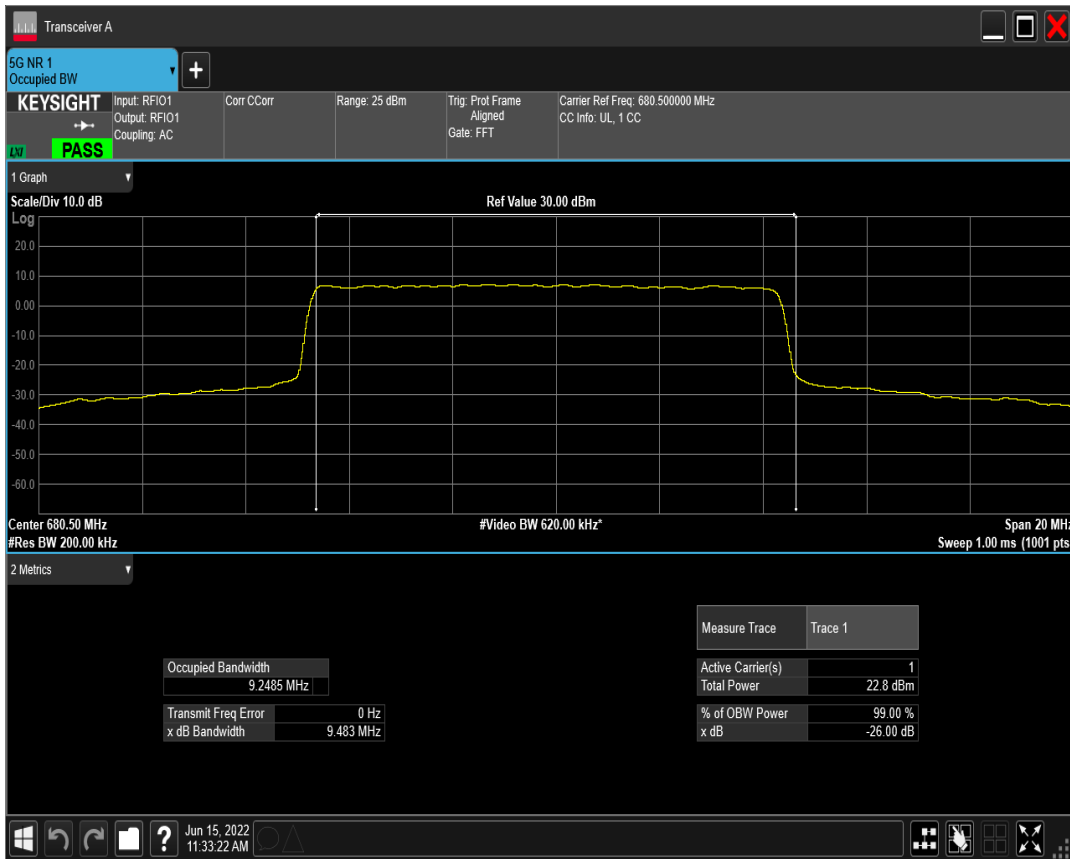 Transceiver A
5G NR 1
Occupied BW
+
KEYSIGHT
LXI
PASS
Input: RFIO1
Output: RFIO1
Coupling: AC
Corr CCorr
Range: 25 dBm
Trig: Prot Frame
Aligned
Gate: FFT
Carrier Ref Freq: 680.500000 MHz
CC Info: UL, 1 CC
1 Graph
Scale/Div 10.0 dB
Ref Value 30.00 dBm
Log
20.0
10.0
0.00
-10.0
-20.0
-30.0
-40.0
-50.0
-60.0
Center 680.50 MHz
#Video BW 620.00 kHz*
Span 20 MHz
#Res BW 200.00 kHz
Sweep 1.00 ms (1001 pts
2 Metrics
Measure Trace Trace 1
Occupied Bandwidth
9.2485 MHz
Active Carrier(s) 1
Total Power 22.8 dBm
Transmit Freq Error 0 Hz
x dB Bandwidth 9.483 MHz
% of OBW Power 99.00 %
x dB -26.00 dB
?
Jun 15, 2022
11:33:22 AM